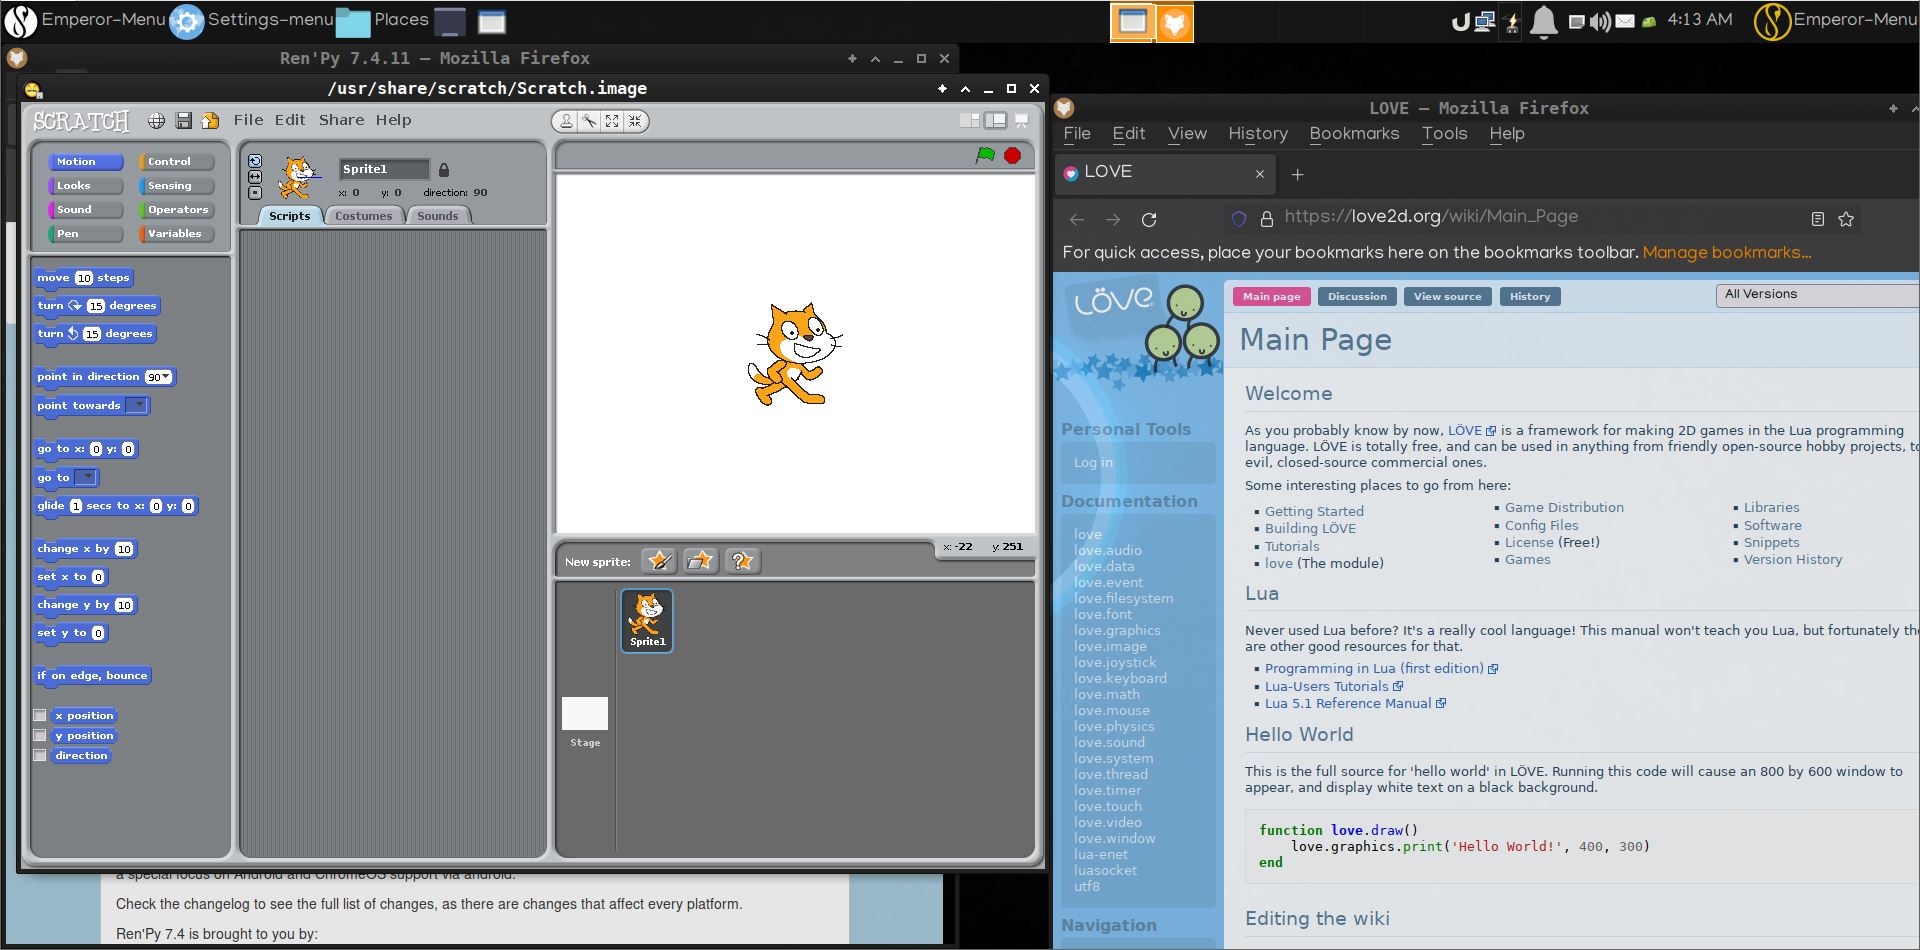 Emperor-Menu Settings-menu Places 4:13 AM Emperor-Menu
Ren'Py 7.4.11 — Mozilla Firefox
/usr/share/scratch/Scratch.image
SCRATCH File Edit Share Help
Motion Control
Looks Sensing
Sound Operators
Pen Variables
move 10 steps
turn 15 degrees
turn 15 degrees
point in direction 90
point towards
go to x: 0 y: 0
go to
glide 1 secs to x: 0 y: 0
change x by 10
set x to 0
change y by 10
set y to 0
if on edge, bounce
x position
y position
direction
Sprite1
x: 0 y: 0 direction: 90
Scripts Costumes Sounds
x: -22 y: 251
New sprite:
Sprite1
Stage
a special focus on Android and ChromeOS support via android.
Check the changelog to see the full list of changes, as there are changes that affect every platform.
Ren'Py 7.4 is brought to you by:
LOVE — Mozilla Firefox
File Edit View History Bookmarks Tools Help
LOVE
https://love2d.org/wiki/Main_Page
For quick access, place your bookmarks here on the bookmarks toolbar. Manage bookmarks...
LÖVE
Main page Discussion View source History All Versions
Main Page
Personal Tools
Log in
Documentation
love
love.audio
love.data
love.event
love.filesystem
love.font
love.graphics
love.image
love.joystick
love.keyboard
love.math
love.mouse
love.physics
love.sound
love.system
love.thread
love.timer
love.touch
love.video
love.window
lua-enet
luasocket
utf8
Navigation
Welcome
As you probably know by now, LÖVE is a framework for making 2D games in the Lua programming
language. LÖVE is totally free, and can be used in anything from friendly open-source hobby projects, to
evil, closed-source commercial ones.
Some interesting places to go from here:
Getting Started
Building LÖVE
Tutorials
love (The module)
Game Distribution
Config Files
License (Free!)
Games
Libraries
Software
Snippets
Version History
Lua
Never used Lua before? It's a really cool language! This manual won't teach you Lua, but fortunately the
are other good resources for that.
Programming in Lua (first edition)
Lua-Users Tutorials
Lua 5.1 Reference Manual
Hello World
This is the full source for 'hello world' in LÖVE. Running this code will cause an 800 by 600 window to
appear, and display white text on a black background.
function love.draw()
love.graphics.print('Hello World!', 400, 300)
end
Editing the wiki